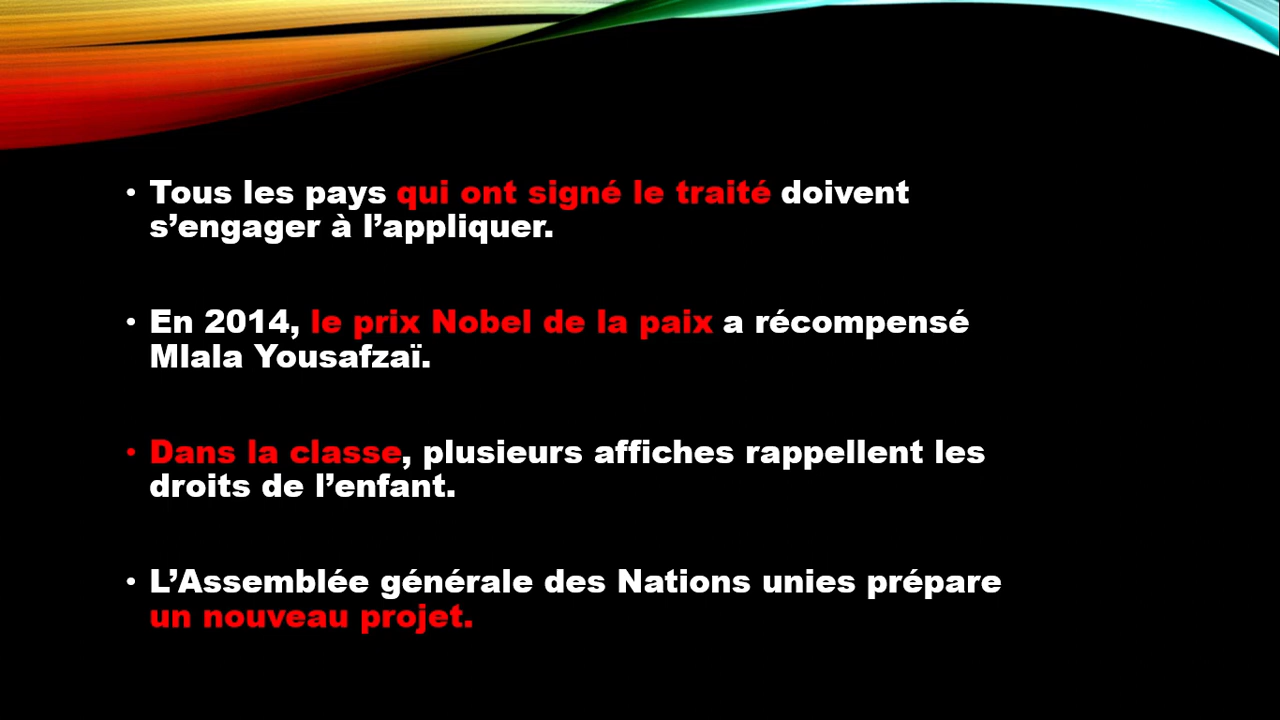 • Tous les pays qui ont signé le traité doivent
s’engager à l’appliquer.
• En 2014, le prix Nobel de la paix a récompensé
Mlala Yousafzaï.
• Dans la classe, plusieurs affiches rappellent les
droits de l’enfant.
• L’Assemblée générale des Nations unies prépare
un nouveau projet.